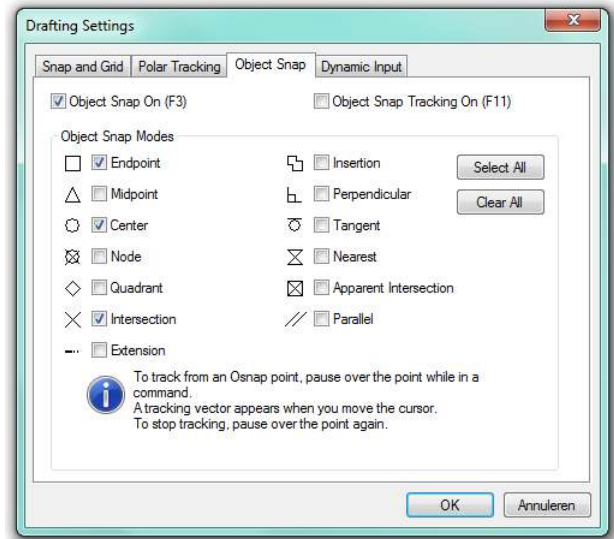 Drafting Settings
Snap and Grid Polar Tracking Object Snap Dynamic Input
Object Snap On (F3) Object Snap Tracking On (F11)
Object Snap Modes
Endpoint Insertion Select All
Midpoint Perpendicular Clear All
Center Tangent
Node Nearest
Quadrant Apparent Intersection
Intersection Parallel
Extension
To track from an Osnap point, pause over the point while in a
command.
A tracking vector appears when you move the cursor.
To stop tracking, pause over the point again.
OK Annuleren